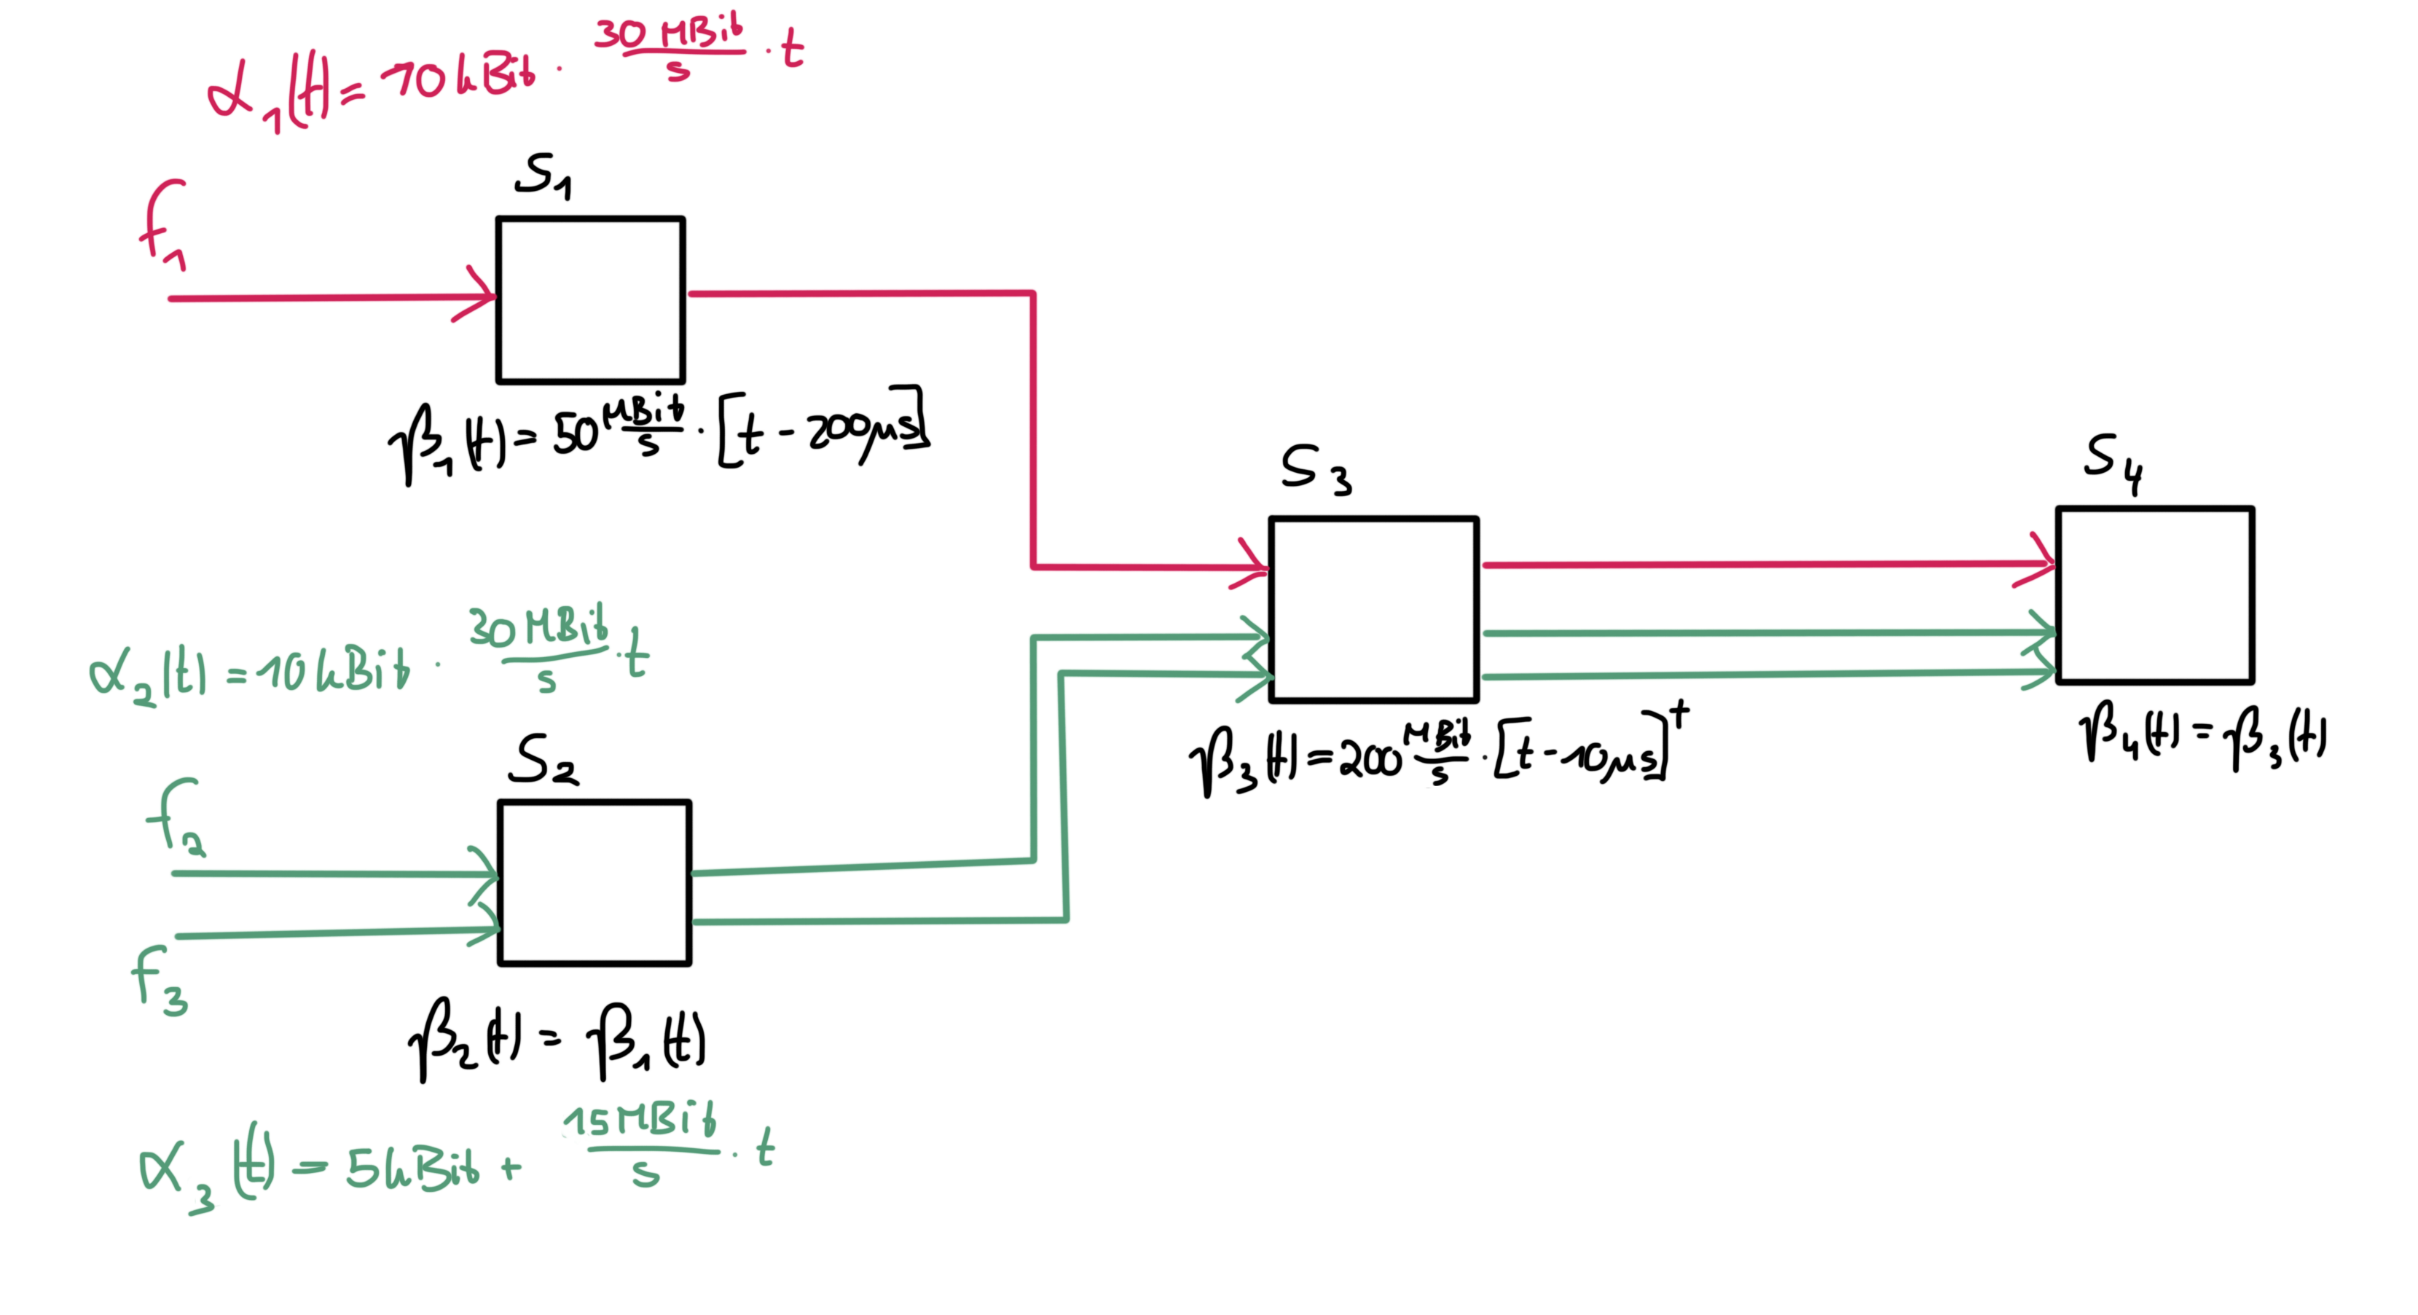 α₁(t) = 10 kBit · 30 MBit/s · t
S₁
f₁
β₁(t) = 50 MBit/s · [t - 200μs]
S₃
S₄
α₂(t) = 10 kBit · 30 MBit/s · t
S₂
β₃(t) = 200 MBit/s · [t - 10μs]⁺
β₄(t) = β₃(t)
f₂
f₃
β₂(t) = β₁(t)
α₃(t) = 5 kBit + 15 MBit/s · t